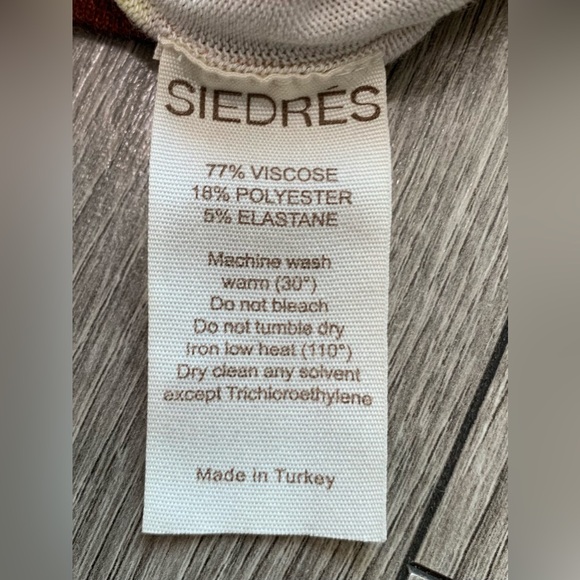 SIEDRÉS
77% VISCOSE
18% POLYESTER
5% ELASTANE
Machine wash
warm (30°)
Do not bleach
Do not tumble dry
Iron low heat (110°)
Dry clean any solvent
except Trichloroethylene
Made in Turkey